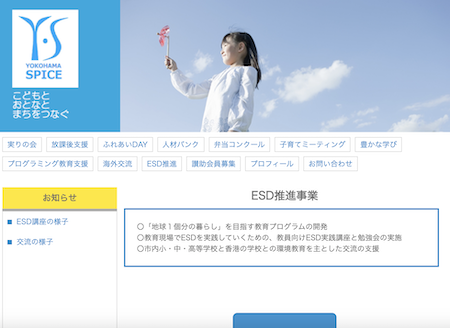 YOKOHAMA
SPICE
こどもと
おとなと
まちをつなぐ
実りの会 放課後支援 ふれあいDAY 人材バンク 弁当コンクール 子育てミーティング 豊かな学び
プログラミング教育支援 海外交流 ESD推進 賛助会員募集 プロフィール お問い合わせ
お知らせ
ESD講座の様子
交流の様子
ESD推進事業
〇「地球１個分の暮らし」を目指す教育プログラムの開発
〇教育現場でESDを実践していくための、教員向けESD実践講座と勉強会の実施
〇市内小・中・高等学校と香港の学校との環境教育を主とした交流の支援